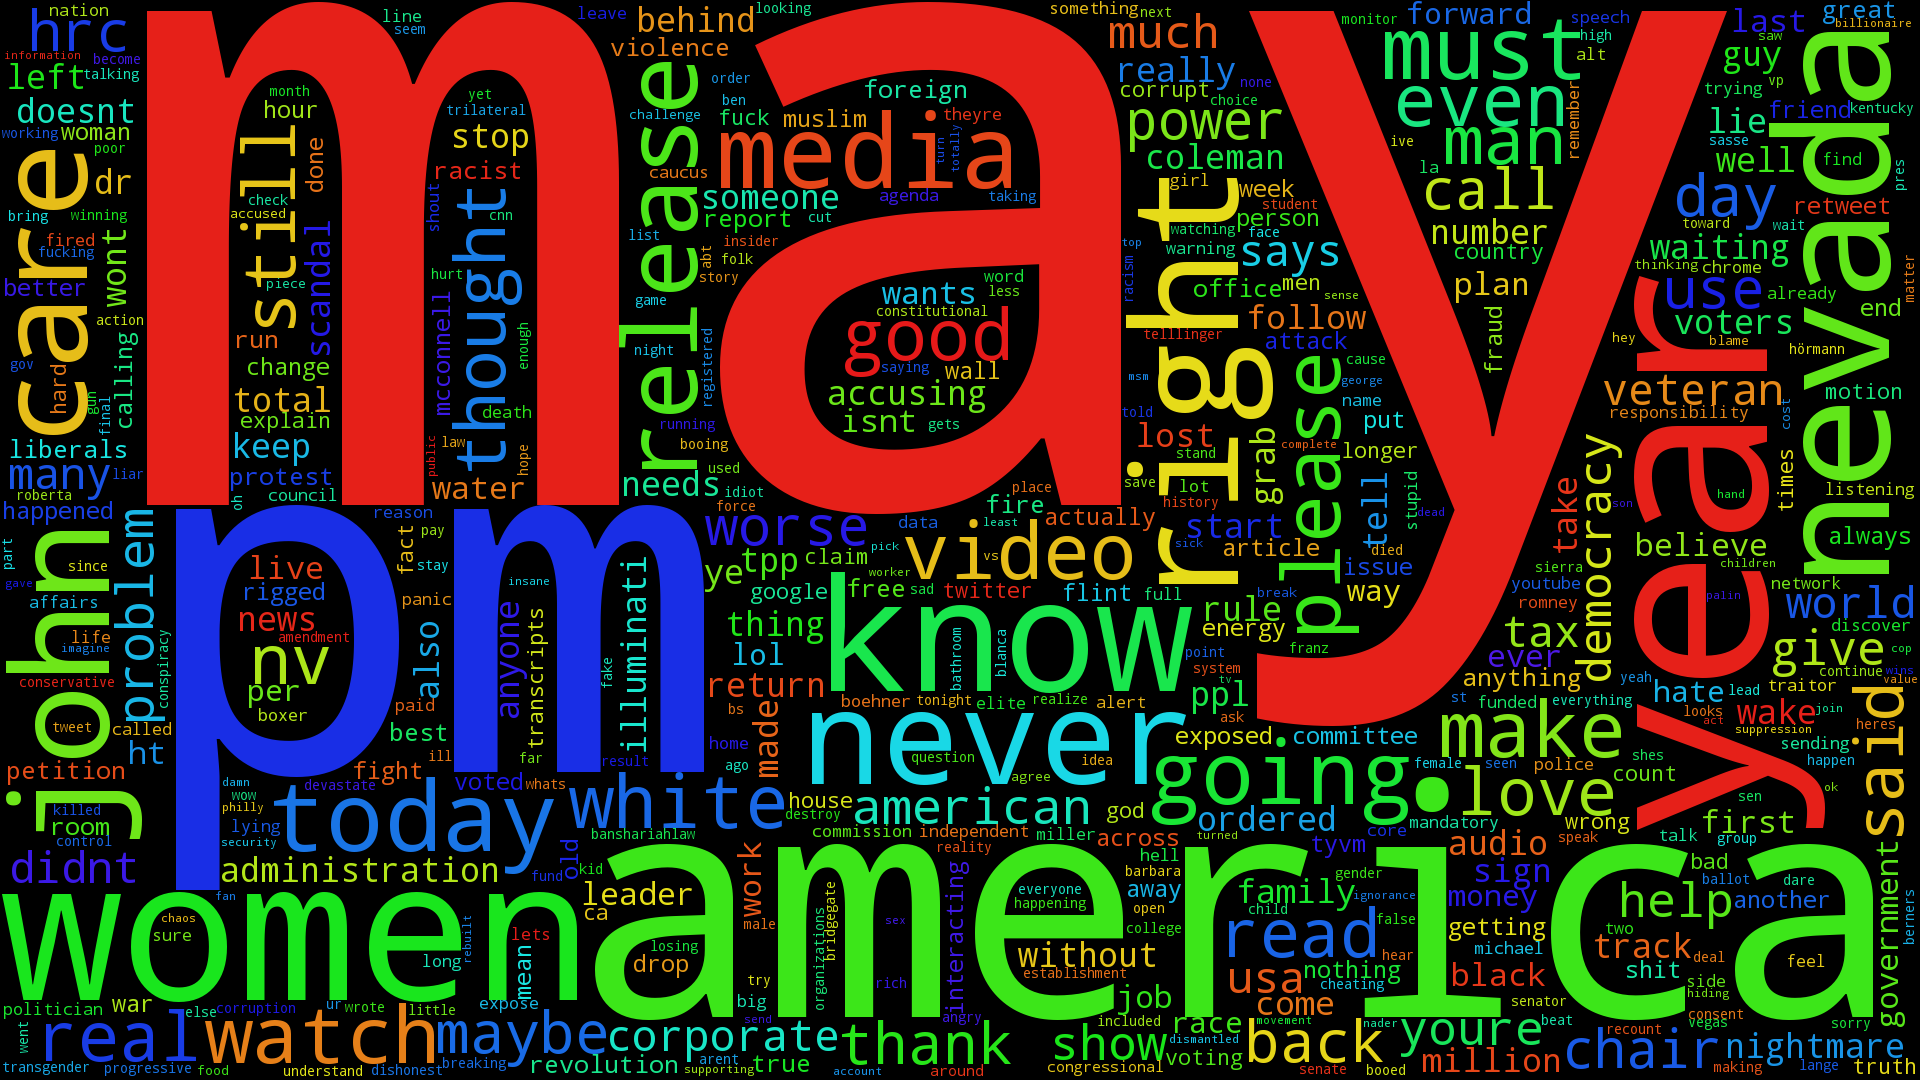 may
pm
america
year
women
know
never
nevada
right
release
media
video
today
going
john
care
good
still
thought
white
please
must
even
man
call
power
day
use
veteran
democracy
make
love
said
give
world
tax
read
help
back
show
thank
corporate
maybe
watch
real
american
worse
nv
problem
many
hrc
left
doesnt
woman
dr
wont
better
calling
liberals
didnt
administration
leader
family
usa
come
black
money
sign
audio
track
government
chair
nightmare
million
youre
race
job
without
work
made
return
lol
thing
tpp
ye
needs
water
keep
total
scandal
run
change
explain
protest
council
mcconnell
racist
stop
hour
done
behind
violence
line
seem
leave
looking
something
next
much
really
corrupt
choice
coleman
girl
week
person
says
office
men
follow
attack
plan
number
country
fraud
forward
speech
high
alt
monitor
last
guy
great
billionaire
saw
vp
trying
friend
kentucky
lie
sasse
well
find
retweet
toward
wait
waiting
thinking
chrome
already
voters
end
hey
blame
hörmann
motion
responsibility
cost
times
listening
believe
always
children
network
discover
cop
continue
wins
value
traitor
hate
lead
wake
looks
join
act
suppression
heres
sending
happen
shes
count
sen
ok
first
talk
group
bad
ballot
dare
another
two
deal
shit
side
hiding
consent
vegas
recount
sorry
truth
making
lange
berners
feel
nation
information
become
talking
working
poor
bring
winning
fired
fucking
action
gov
hard
gun
final
liar
roberta
happened
part
since
gave
affairs
life
imagine
conservative
conspiracy
tweet
called
ht
petition
killed
room
control
month
check
accused
piece
shout
cnn
hurt
enough
death
law
public
hope
oh
reason
pay
fact
stay
live
rigged
news
amendment
per
boxer
also
paid
panic
best
ill
fight
anyone
insane
transcripts
fake
illuminati
far
whats
result
voted
damn
wow
philly
devastate
lying
security
old
kid
fund
banshariahlaw
fan
chaos
sure
long
rebuilt
lets
mean
politician
war
else
corruption
ur
wrote
little
expose
went
transgender
progressive
food
understand
dishonest
breaking
revolution
arent
supporting
true
account
around
congressional
order
ben
yet
trilateral
challenge
fuck
muslim
foreign
theyre
turn
totally
caucus
someone
report
cut
agenda
taking
list
abt
insider
folk
story
game
night
registered
running
booing
used
idiot
force
wants
word
less
constitutional
saying
wall
accusing
isnt
gets
place
fire
least
actually
data
claim
pick
vs
worker
google
free
sad
twitter
flint
full
bathroom
blanca
boehner
tonight
elite
realize
alert
bs
home
ago
question
idea
agree
house
destroy
commission
independent
miller
god
across
reality
hell
barbara
everyone
happening
away
open
college
male
losing
drop
ca
organizations
bridgegate
sex
interacting
establishment
try
big
rich
send
angry
included
dismantled
voting
movement
senate
booed
nader
beat
senator
michael
getting
nothing
cheating
hear
false
child
gender
ignorance
tyvm
core
mandatory
speak
wrong
ordered
turned
exposed
committee
female
seen
police
ppl
ask
point
system
tv
rule
energy
franz
break
article
start
sick
issue
way
died
dead
tell
stupid
take
son
hand
sierra
youtube
romney
palin
ever
anything
yeah
st
funded
everything
lost
save
lot
stand
history
complete
grab
longer
put
name
george
cause
told
msm
top
racism
telllinger
warning
watching
face
student
sense
none
ive
la
remember
pres
matter